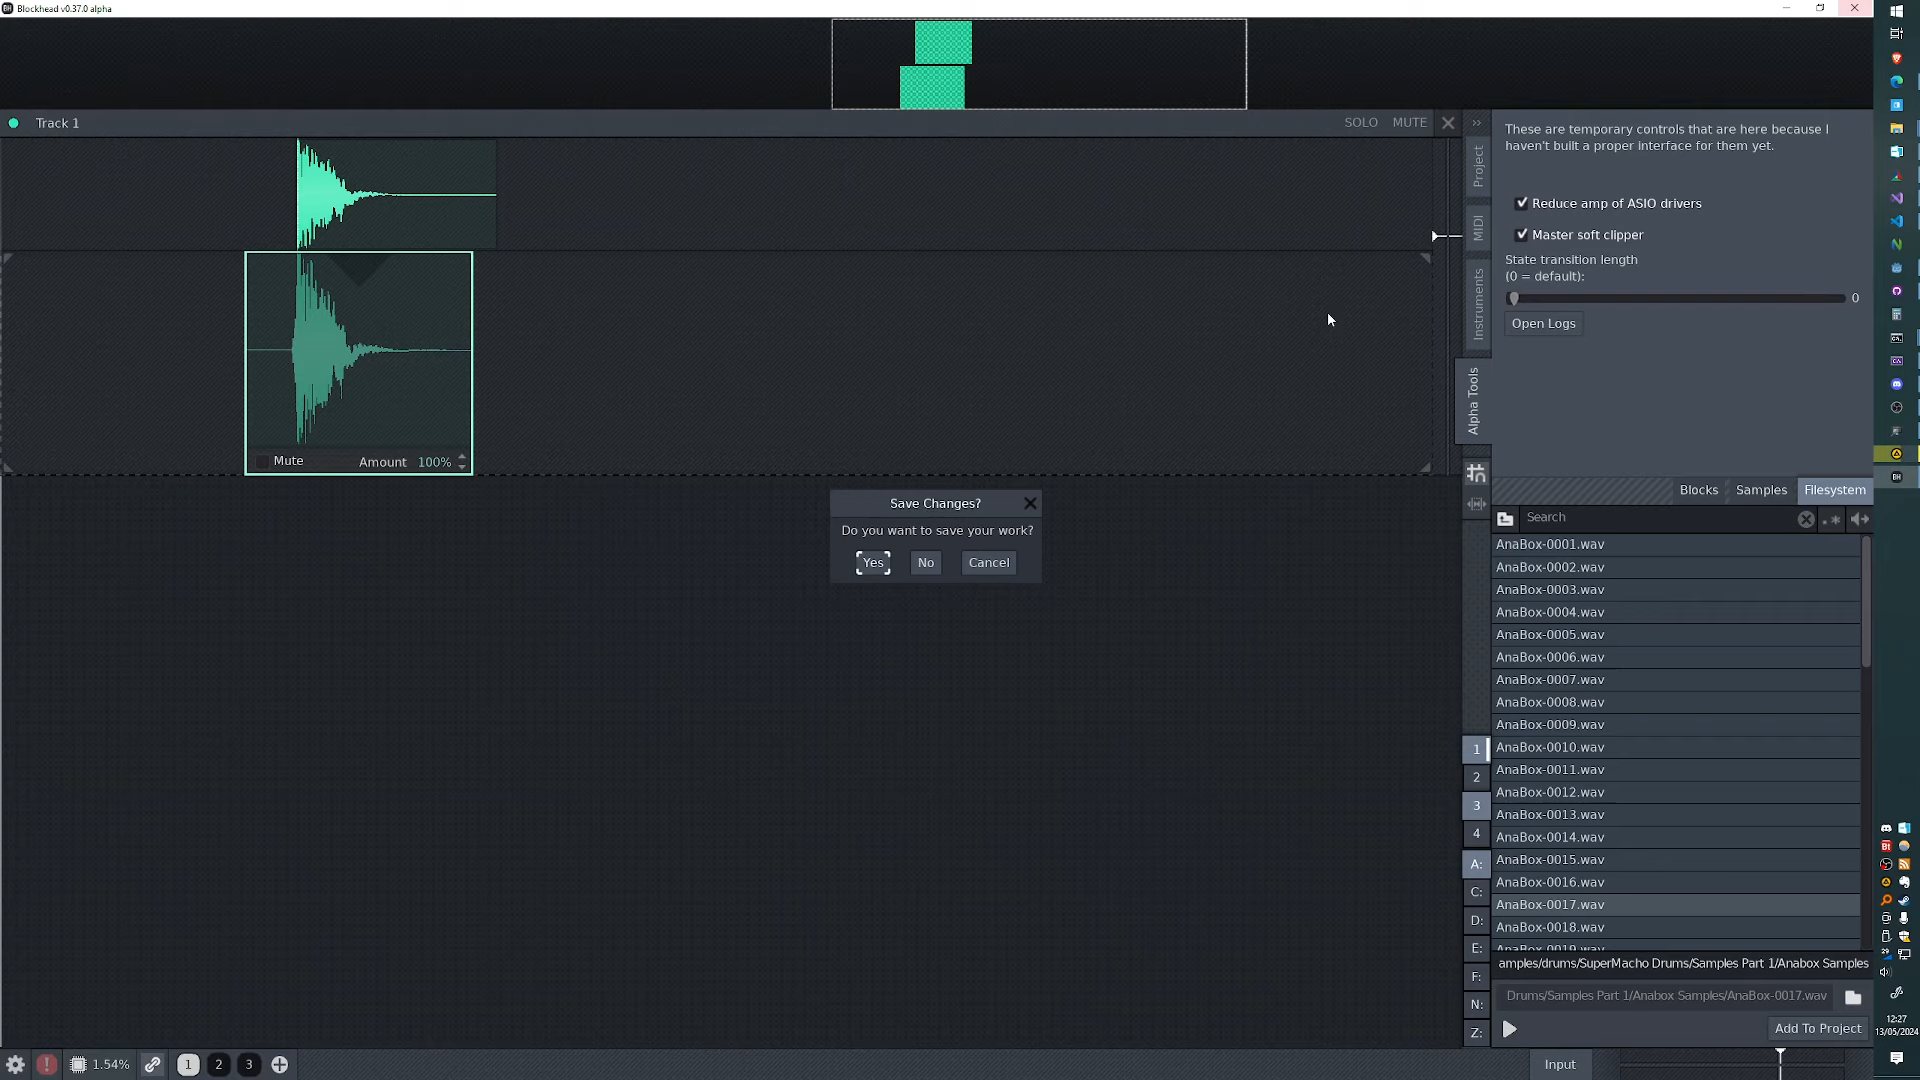 Blockhead v0.37.0 alpha
Track 1
SOLO
MUTE
Mute
Amount
100%
Save Changes?
Do you want to save your work?
Yes
No
Cancel
Project
MIDI
Instruments
Alpha Tools
These are temporary controls that are here because I
haven't built a proper interface for them yet.
Reduce amp of ASIO drivers
Master soft clipper
State transition length
(0 = default):
0
Open Logs
Blocks
Samples
Filesystem
Search
AnaBox-0001.wav
AnaBox-0002.wav
AnaBox-0003.wav
AnaBox-0004.wav
AnaBox-0005.wav
AnaBox-0006.wav
AnaBox-0007.wav
AnaBox-0008.wav
AnaBox-0009.wav
AnaBox-0010.wav
AnaBox-0011.wav
AnaBox-0012.wav
AnaBox-0013.wav
AnaBox-0014.wav
AnaBox-0015.wav
AnaBox-0016.wav
AnaBox-0017.wav
AnaBox-0018.wav
AnaBox-0019.wav
1
2
3
4
A:
C:
D:
E:
F:
N:
Z:
amples/drums/SuperMacho Drums/Samples Part 1/Anabox Samples
Drums/Samples Part 1/Anabox Samples/AnaBox-0017.wav
Add To Project
1.54%
1
2
3
Input
12:27
13/05/2024